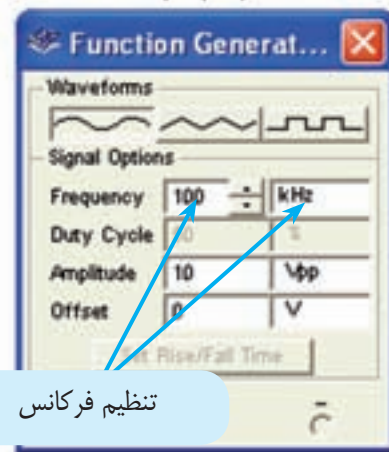 Function Generat...
Waveforms
Signal Options
Frequency 100 kHz
Duty Cycle 50 %
Amplitude 10 Vpp
Offset 0 V
Set Rise/Fall Time
تنظیم فرکانس